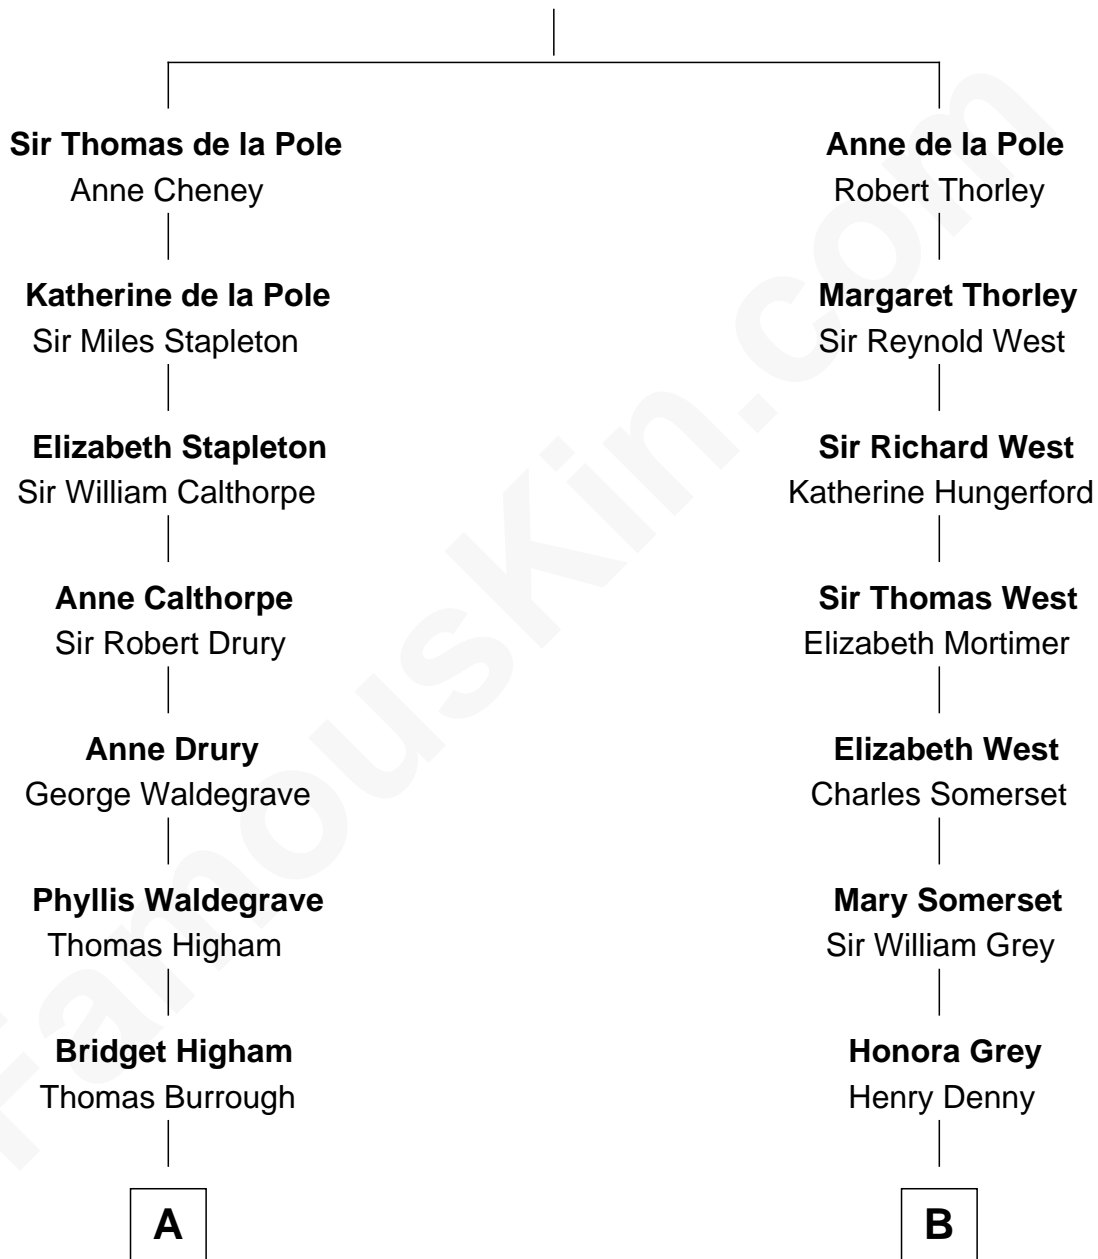 Sir Thomas de la Pole
Anne Cheney
Katherine de la Pole
Sir Miles Stapleton
Elizabeth Stapleton
Sir William Calthorpe
Anne Calthorpe
Sir Robert Drury
Anne Drury
George Waldegrave
Phyllis Waldegrave
Thomas Higham
Bridget Higham
Thomas Burrough
A
Anne de la Pole
Robert Thorley
Margaret Thorley
Sir Reynold West
Sir Richard West
Katherine Hungerford
Sir Thomas West
Elizabeth Mortimer
Elizabeth West
Charles Somerset
Mary Somerset
Sir William Grey
Honora Grey
Henry Denny
B
FamousKin.com